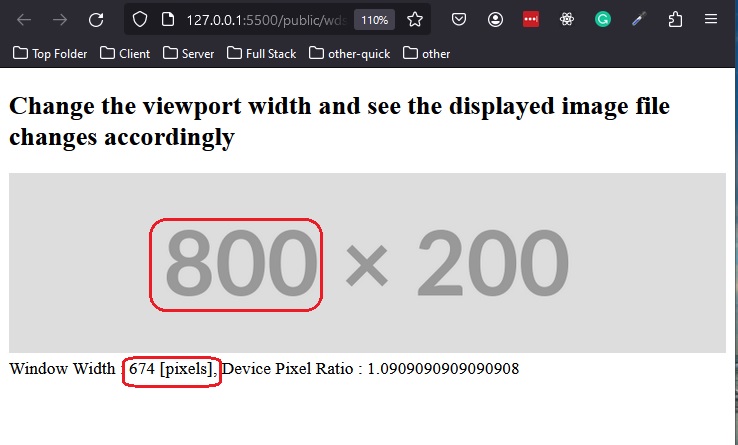 127.0.0.1:5500/public/wds
110%
Top Folder Client Server Full Stack other-quick other
Change the viewport width and see the displayed image file
changes accordingly
800 × 200
Window Width : 674 [pixels], Device Pixel Ratio : 1.0909090909090908